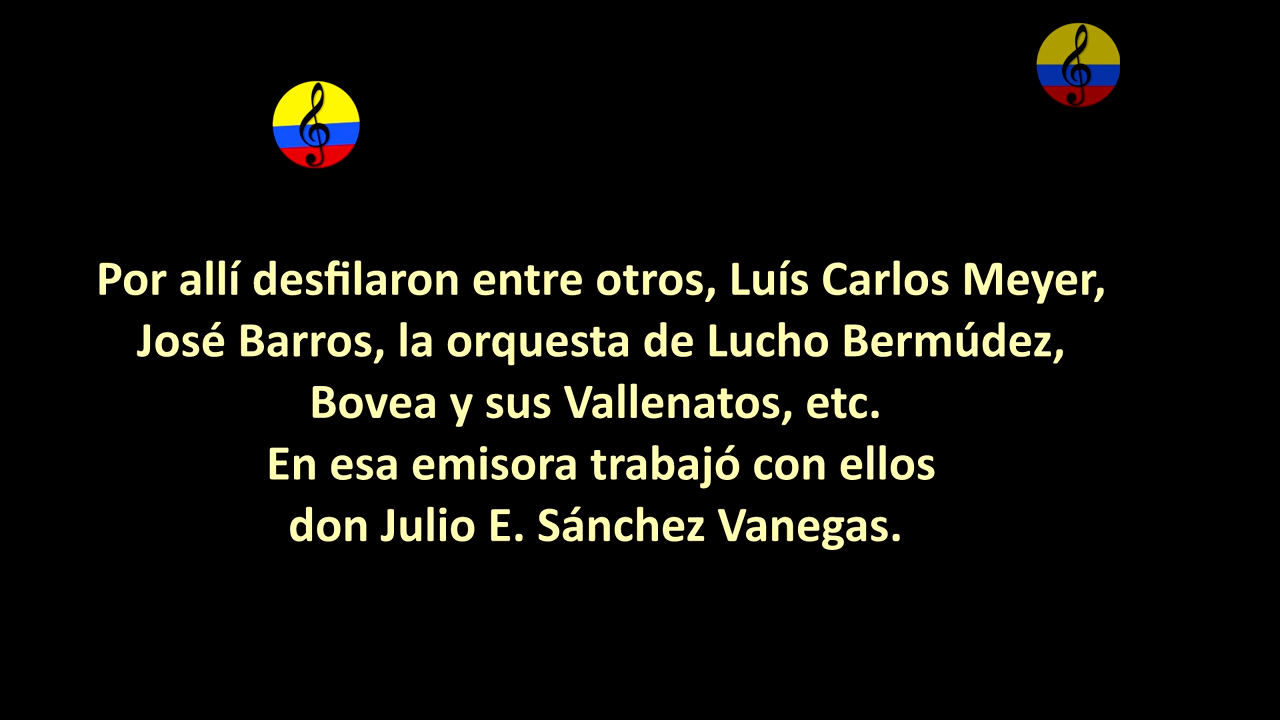 Por allí desfilaron entre otros, Luís Carlos Meyer,
José Barros, la orquesta de Lucho Bermúdez,
Bovea y sus Vallenatos, etc.
En esa emisora trabajó con ellos
don Julio E. Sánchez Vanegas.